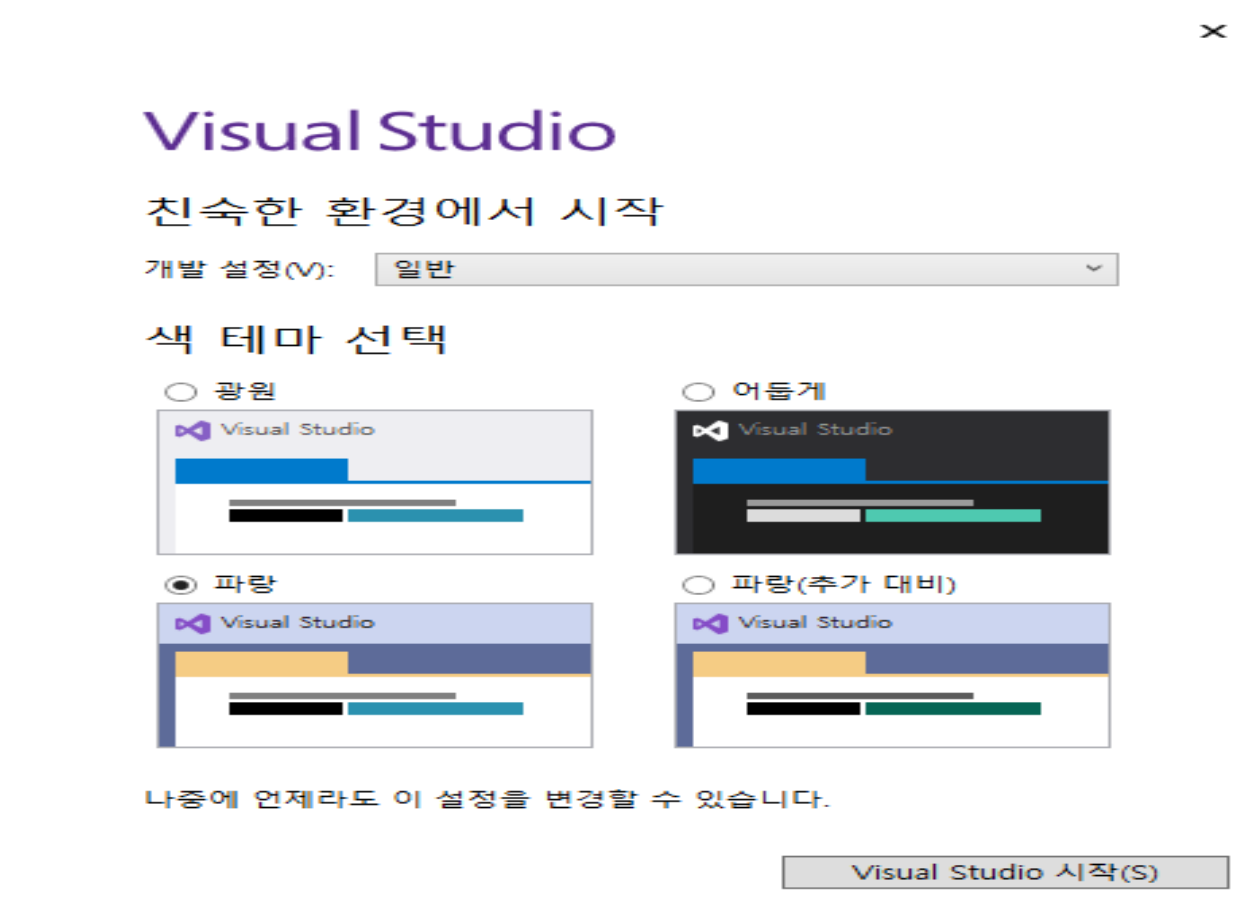 Visual Studio
친숙한 환경에서 시작
개발 설정(V): 일반
색 테마 선택
광원
어둡게
Visual Studio
Visual Studio
파랑
파랑(추가 대비)
Visual Studio
Visual Studio
나중에 언제라도 이 설정을 변경할 수 있습니다.
Visual Studio 시작(S)